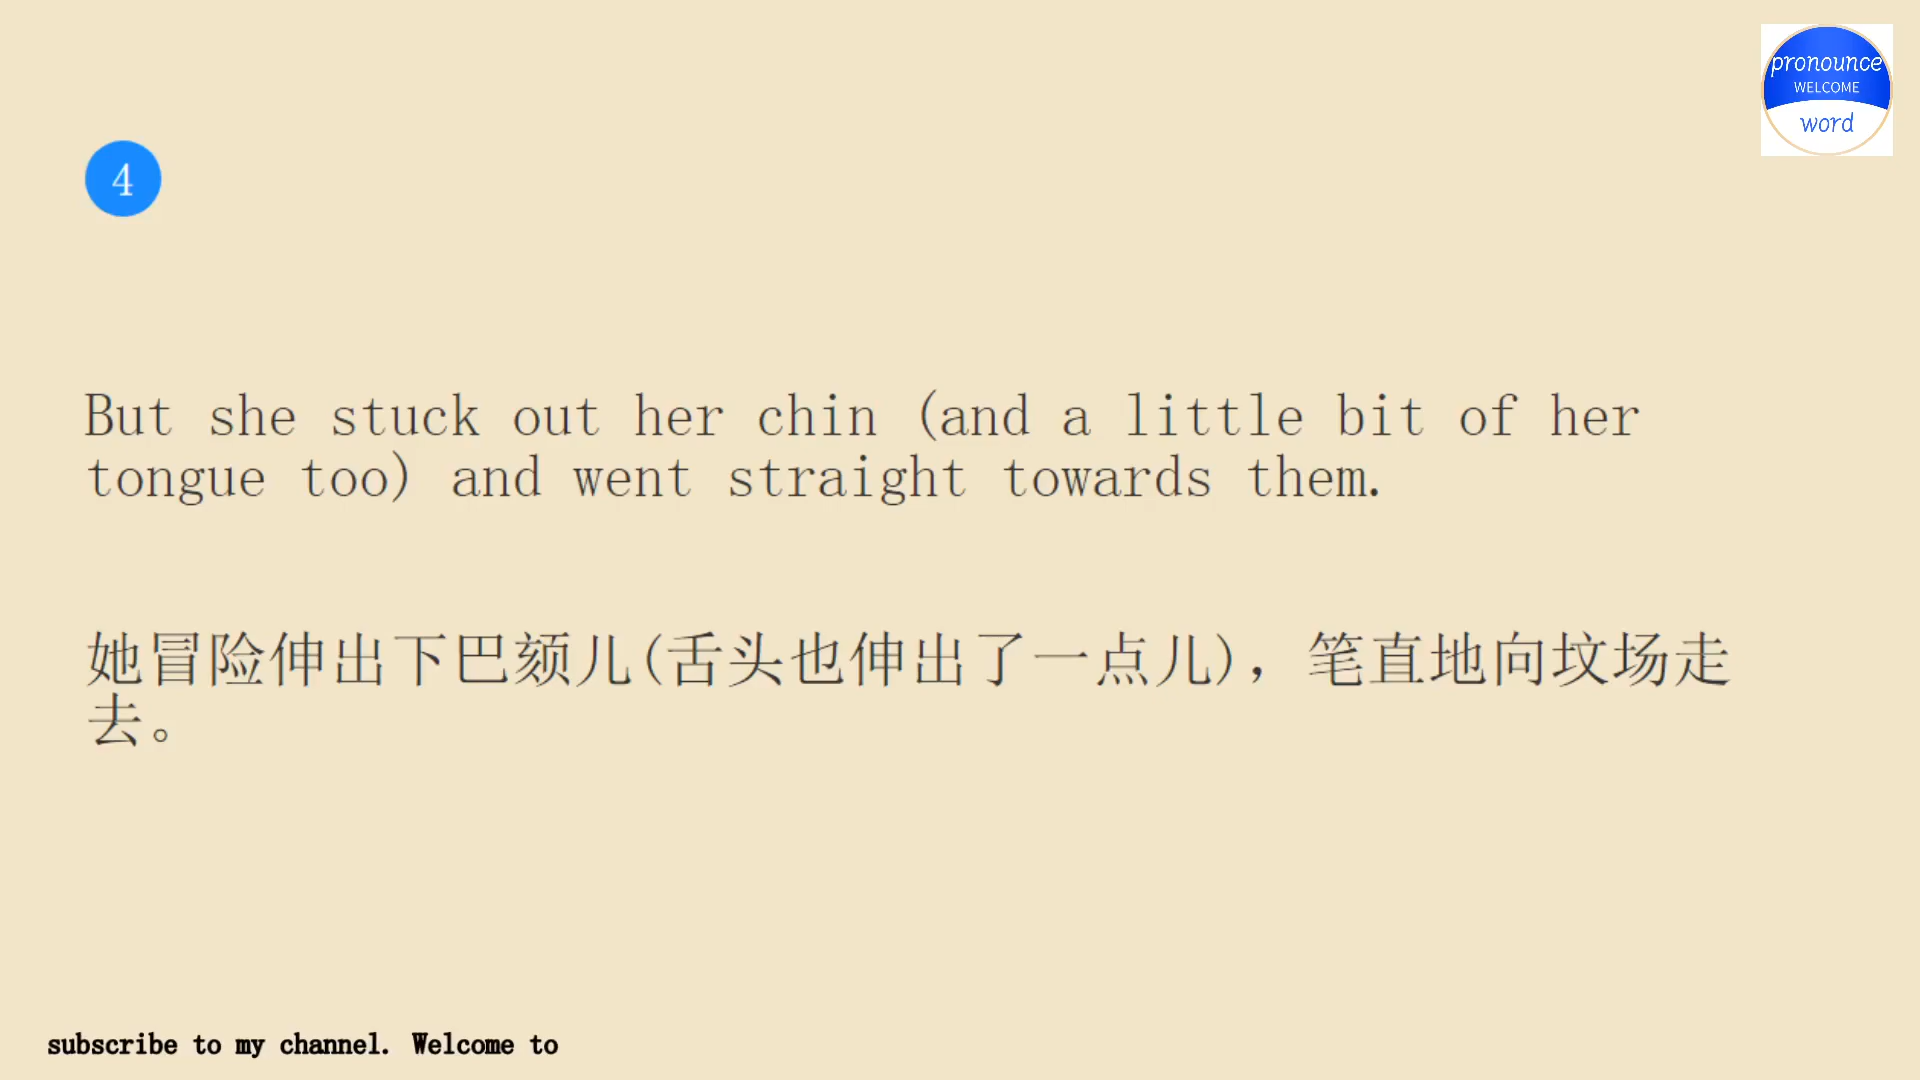 pronounce
WELCOME
word
4
But she stuck out her chin (and a little bit of her
tongue too) and went straight towards them.
她冒险伸出下巴颏儿(舌头也伸出了一点儿)，笔直地向坟场走
去。
subscribe to my channel. Welcome to